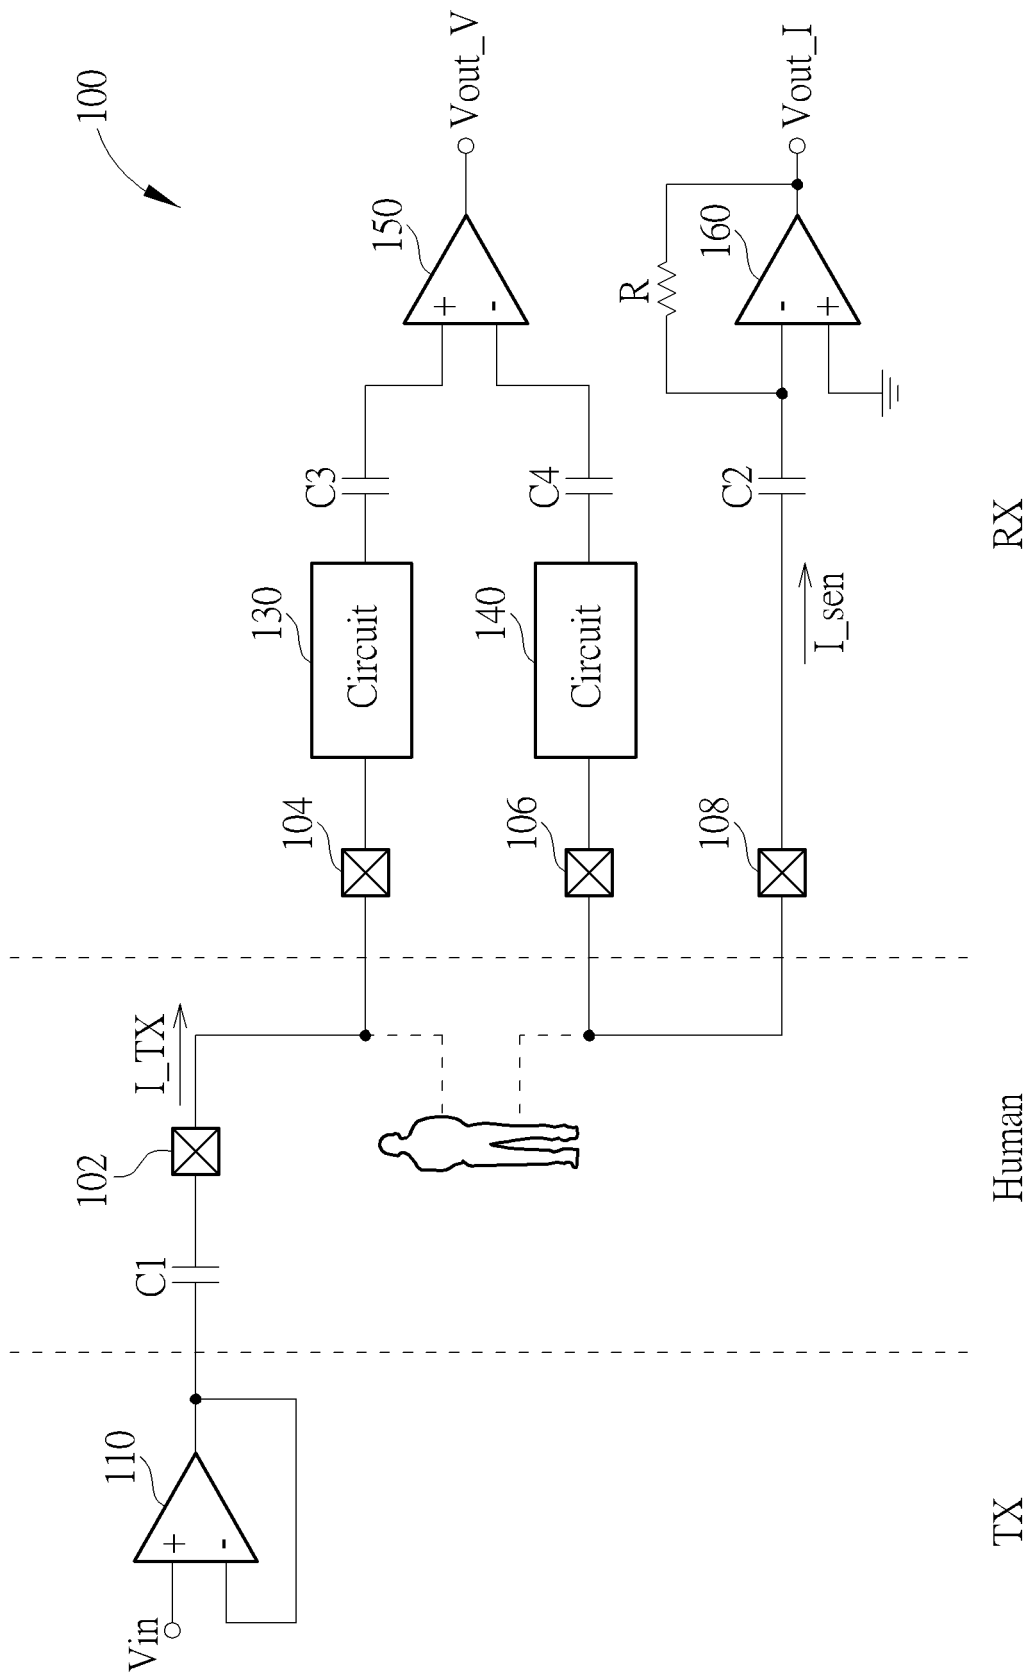 100
Vin
+
-
110
C1
102
I_TX
104
130
Circuit
C3
+
-
150
Vout_V
106
140
Circuit
C4
108
I_sen
C2
R
-
+
160
Vout_I
TX
Human
RX